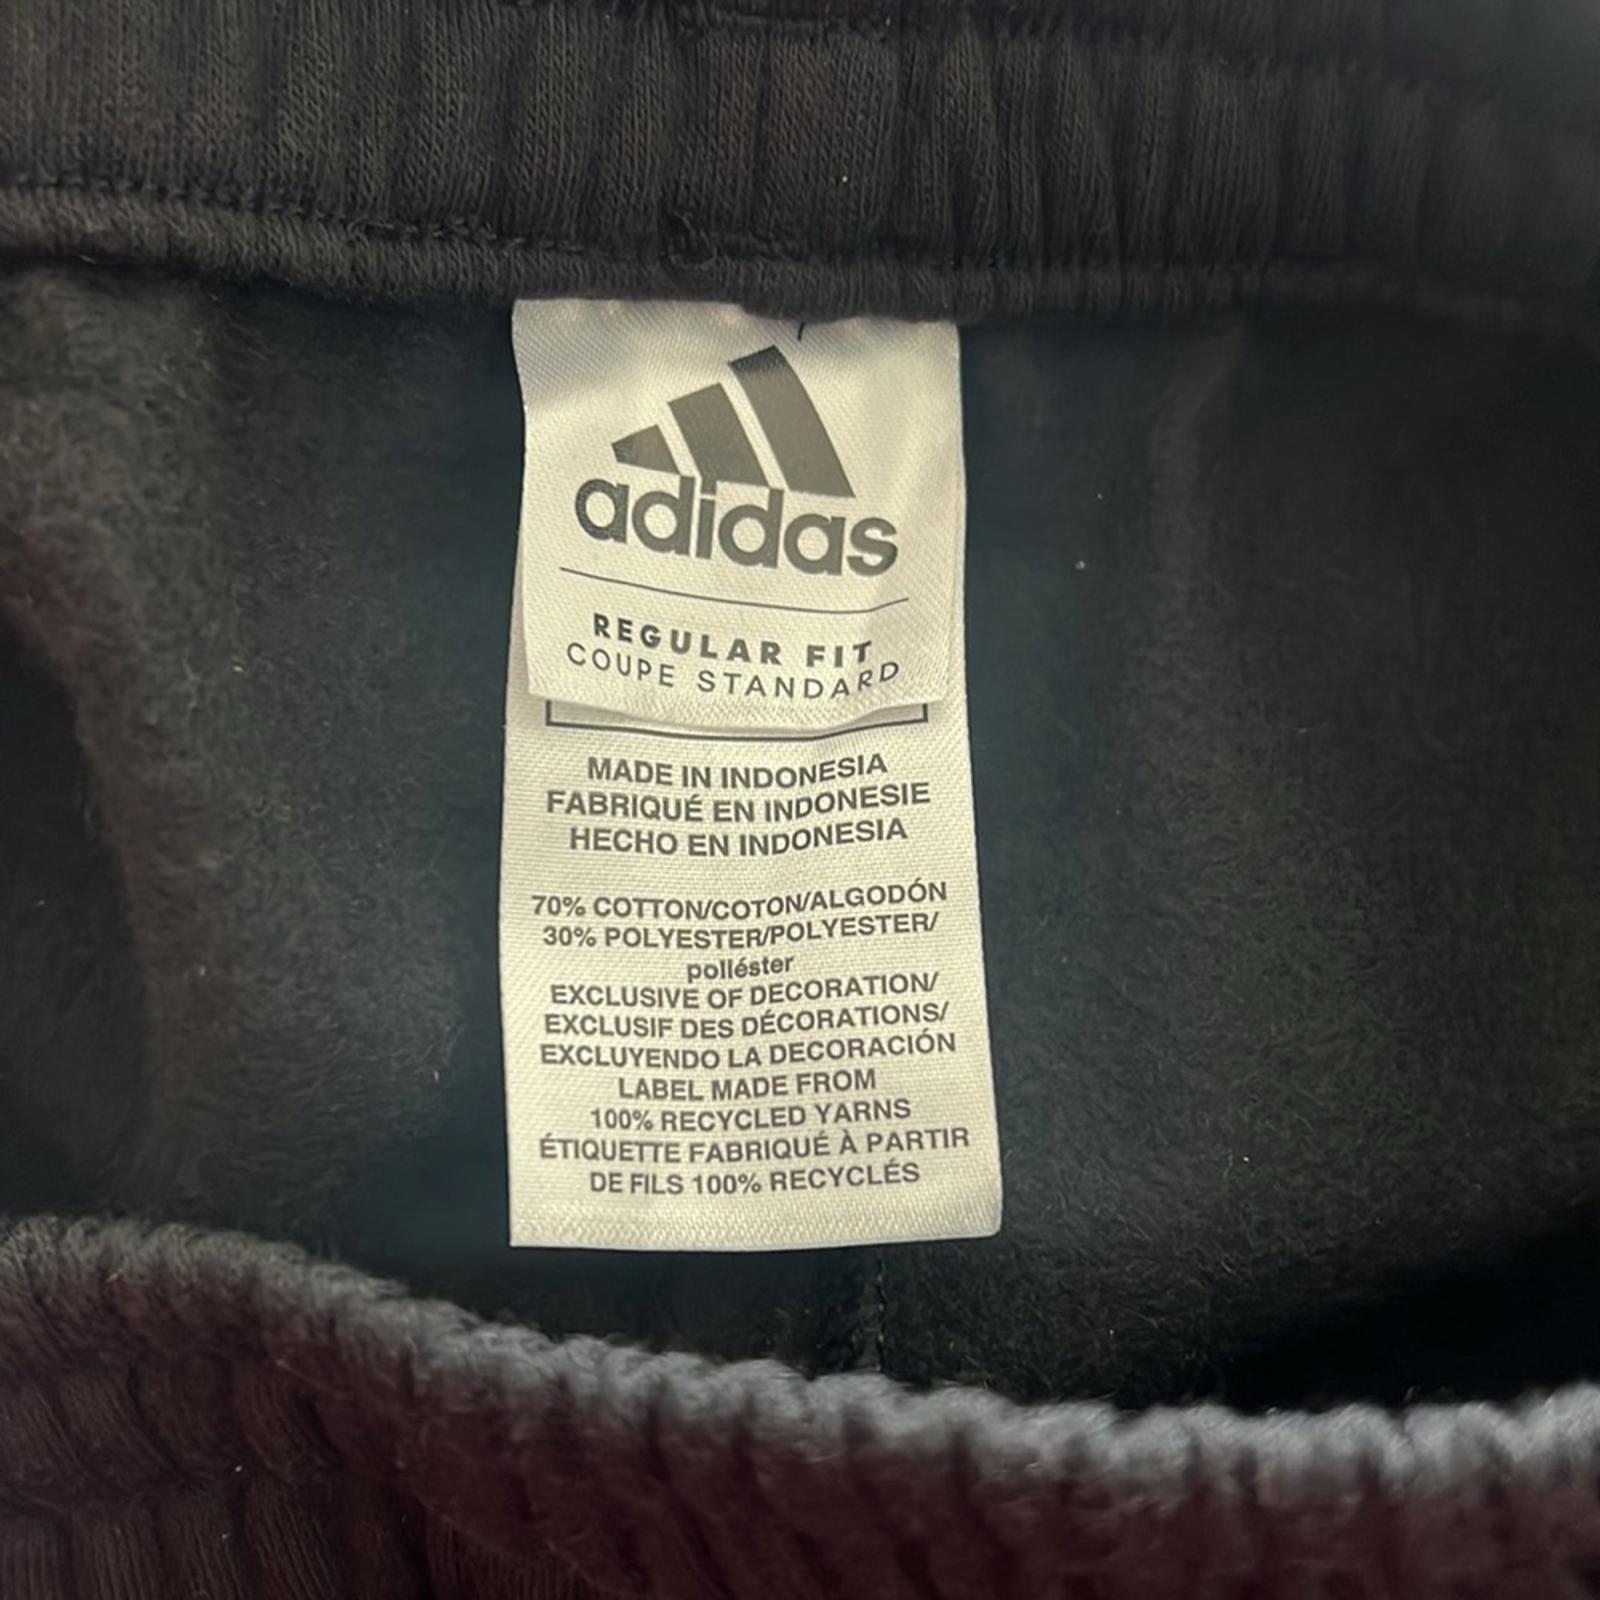 adidas
REGULAR FIT
COUPE STANDARD
MADE IN INDONESIA
FABRIQUÉ EN INDONESIE
HECHO EN INDONESIA
70% COTTON/COTON/ALGODÓN
30% POLYESTER/POLYESTER/
poliéster
EXCLUSIVE OF DECORATION/
EXCLUSIF DES DÉCORATIONS/
EXCLUYENDO LA DECORACIÓN
LABEL MADE FROM
100% RECYCLED YARNS
ÉTIQUETTE FABRIQUÉ À PARTIR
DE FILS 100% RECYCLÉS